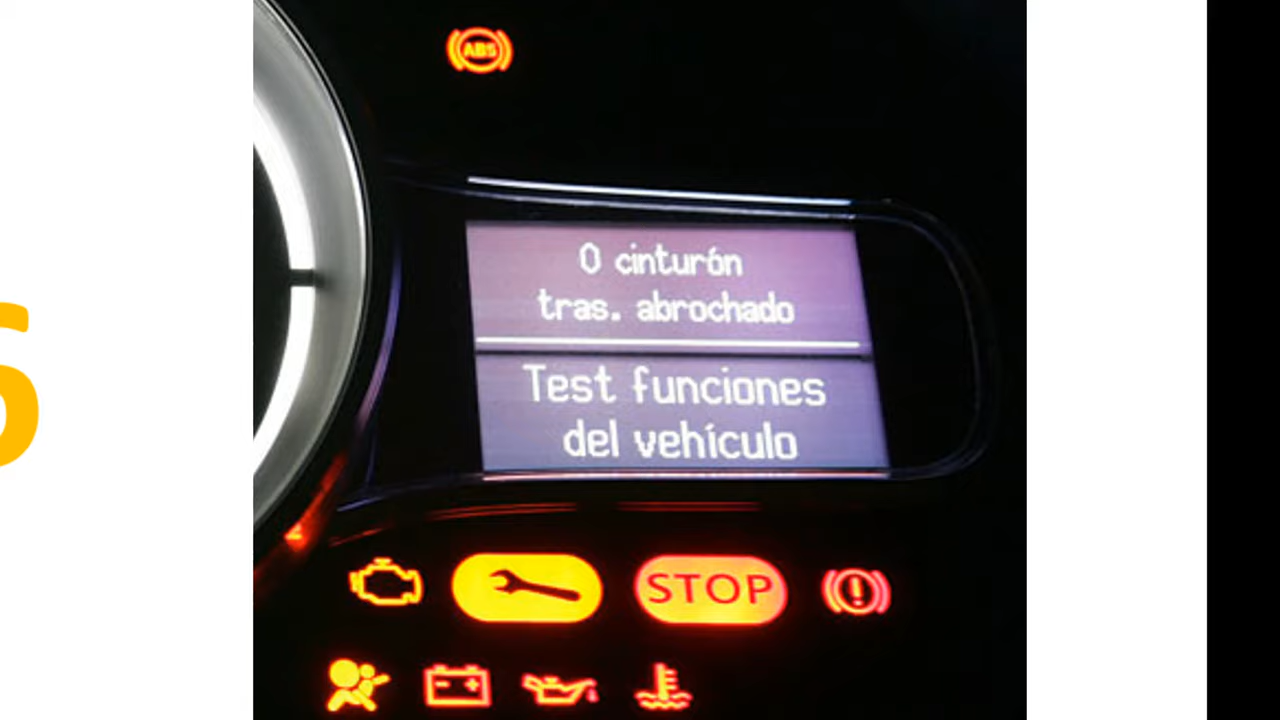 ABS
0 cinturón
tras. abrochado
Test funciones
del vehículo
STOP